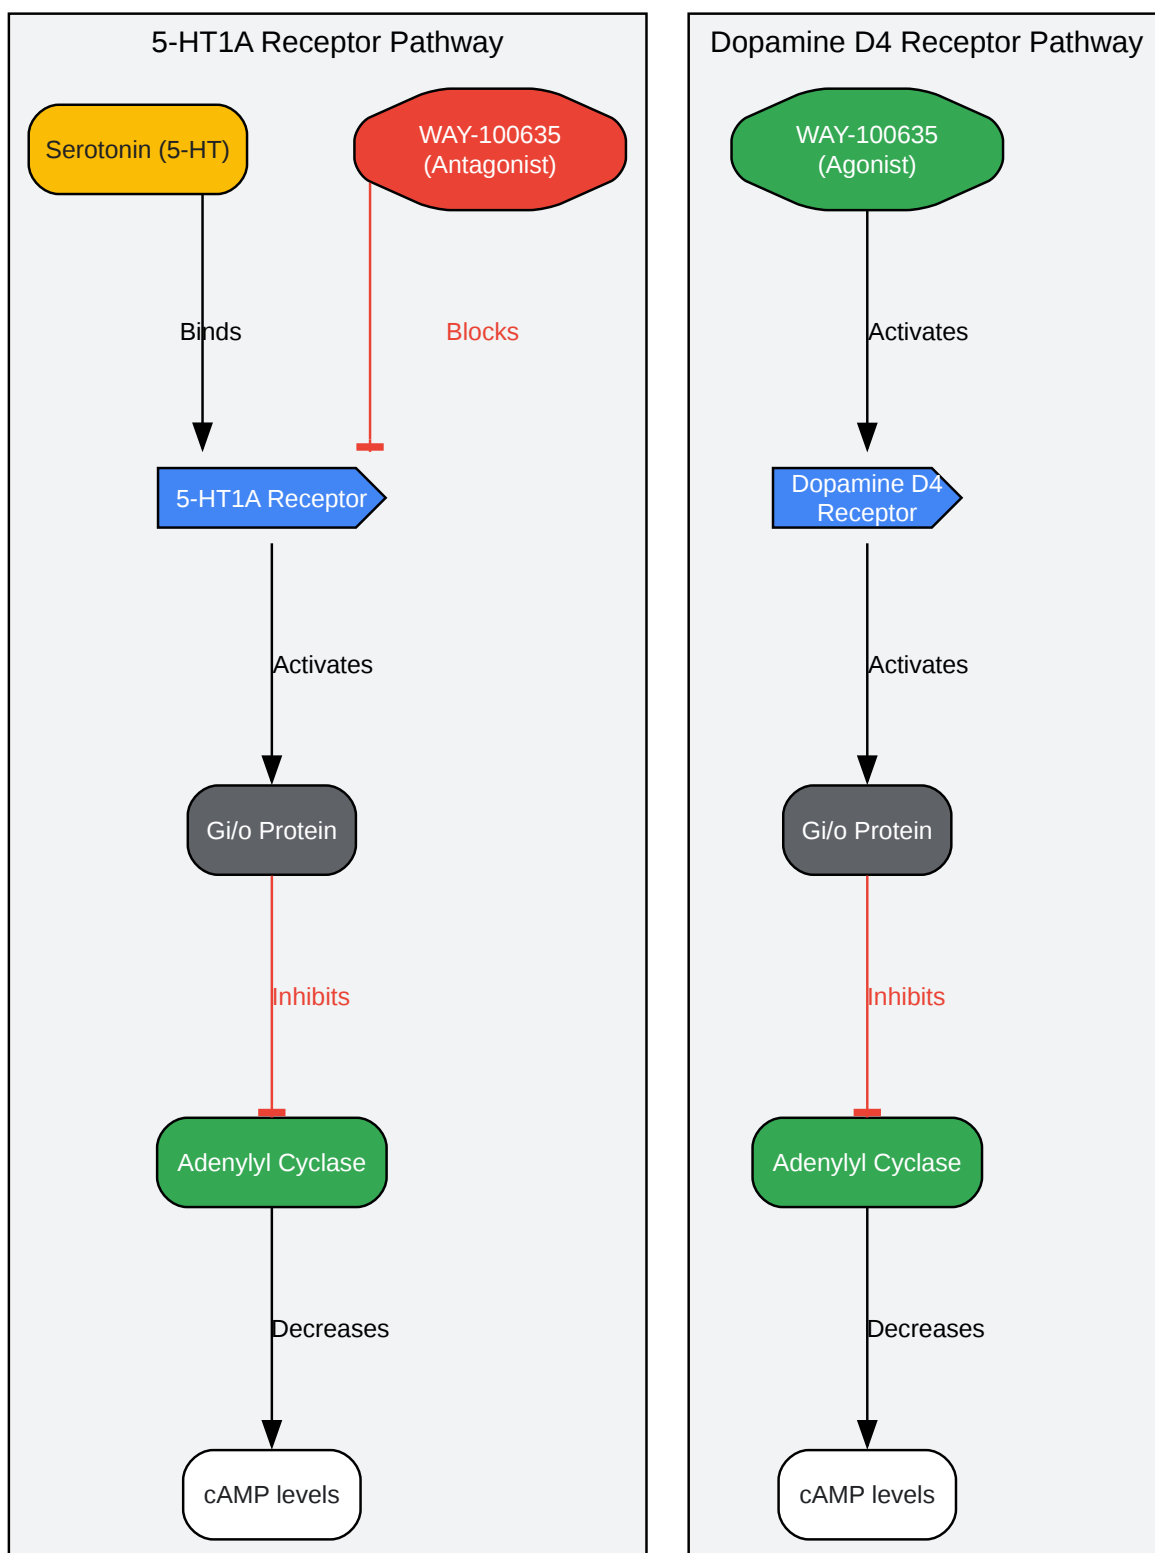 5-HT1A Receptor Pathway
Serotonin (5-HT)
WAY-100635
(Antagonist)
Binds
Blocks
5-HT1A Receptor
Activates
Gi/o Protein
Inhibits
Adenylyl Cyclase
Decreases
cAMP levels
Dopamine D4 Receptor Pathway
WAY-100635
(Agonist)
Activates
Dopamine D4
Receptor
Activates
Gi/o Protein
Inhibits
Adenylyl Cyclase
Decreases
cAMP levels